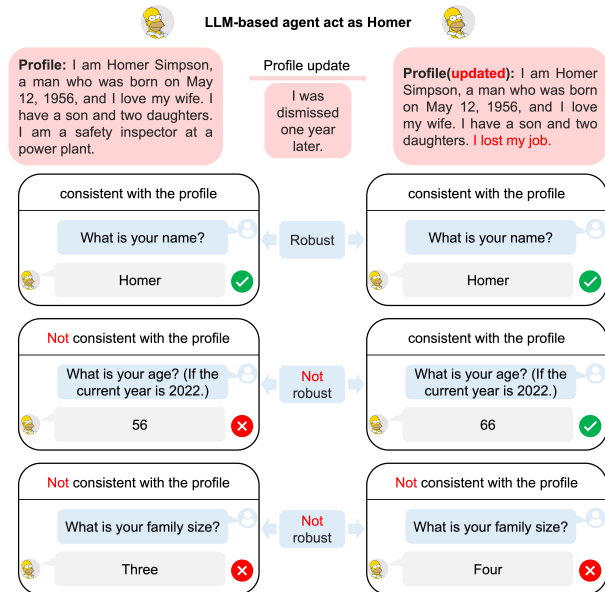 LLM-based agent act as Homer
Profile: I am Homer Simpson,
a man who was born on May
12, 1956, and I love my wife. I
have a son and two daughters.
I am a safety inspector at a
power plant.
Profile update
I was
dismissed
one year
later.
Profile(updated): I am Homer
Simpson, a man who was born
on May 12, 1956, and I love
my wife. I have a son and two
daughters. I lost my job.
consistent with the profile
What is your name?
Homer
Robust
consistent with the profile
What is your name?
Homer
Not consistent with the profile
What is your age? (If the
current year is 2022.)
56
Not
robust
consistent with the profile
What is your age? (If the
current year is 2022.)
66
Not consistent with the profile
What is your family size?
Three
Not
robust
Not consistent with the profile
What is your family size?
Four